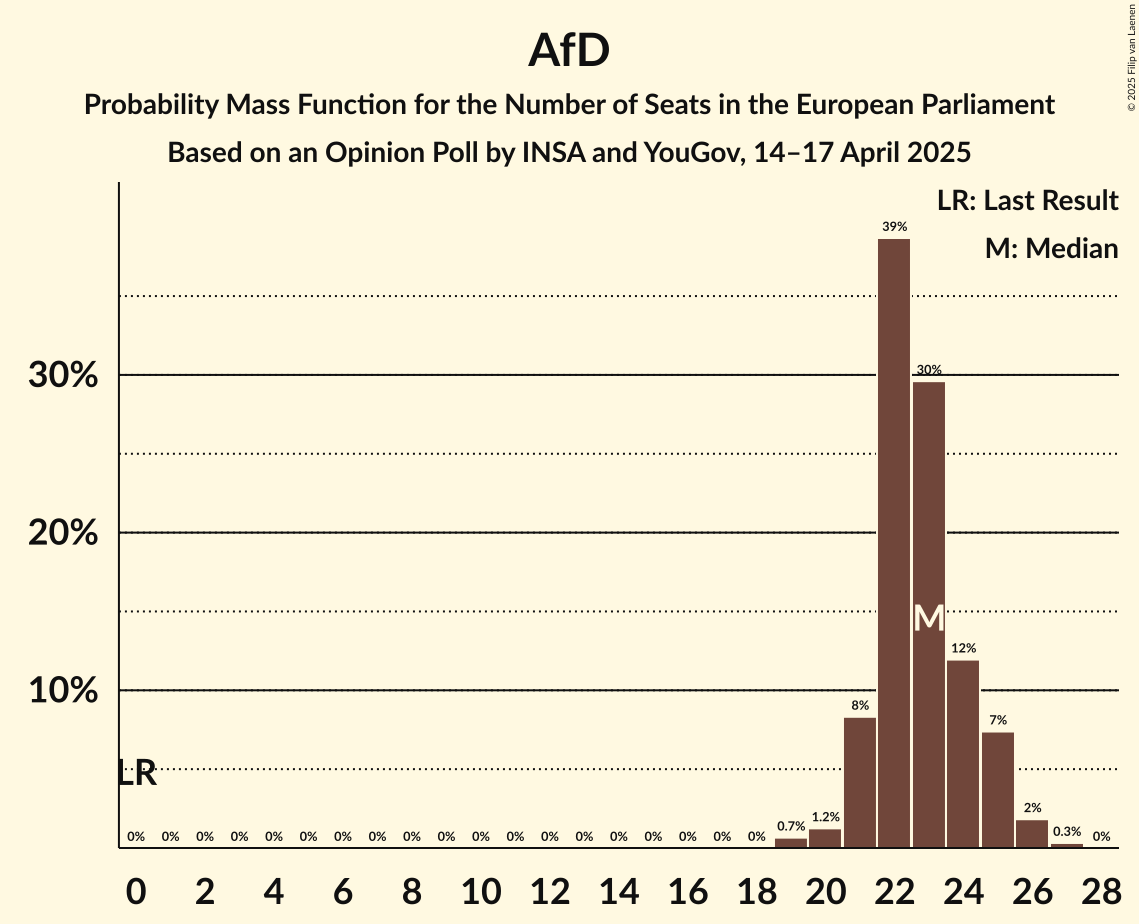 AfD
Probability Mass Function for the Number of Seats in the European Parliament
Based on an Opinion Poll by INSA and YouGov, 14–17 April 2025
© 2025 Filip van Laenen
LR: Last Result
M: Median
39%
30%
30%
20%
M
12%
10%
8%
7%
LR
2%
0% 0% 0% 0% 0% 0% 0% 0% 0% 0% 0% 0% 0% 0% 0% 0% 0% 0% 0% 0.7% 1.2% 0.3% 0%
0 2 4 6 8 10 12 14 16 18 20 22 24 26 28